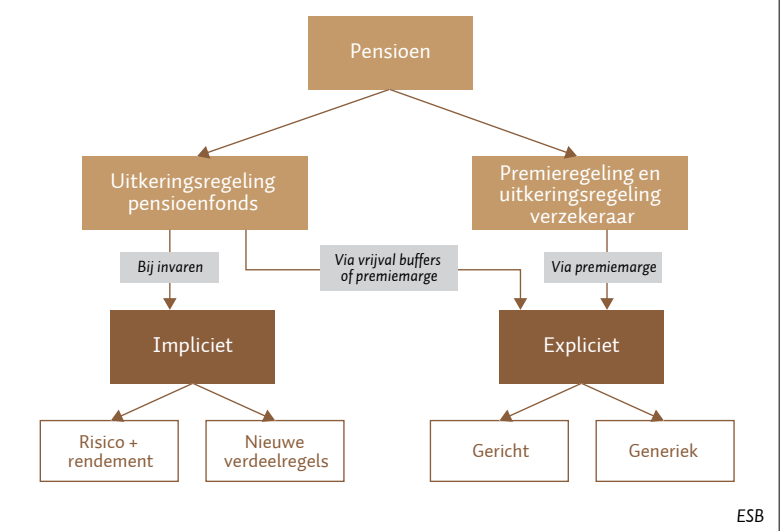 Pensioen
Uitkeringsregeling
pensioenfonds
Premieregeling en
uitkeringsregeling
verzekeraar
Bij invaren
Via vrijval buffers
of premiemarge
Via premiemarge
Impliciet
Expliciet
Risico +
rendement
Nieuwe
verdeelregels
Gericht
Generiek
ESB